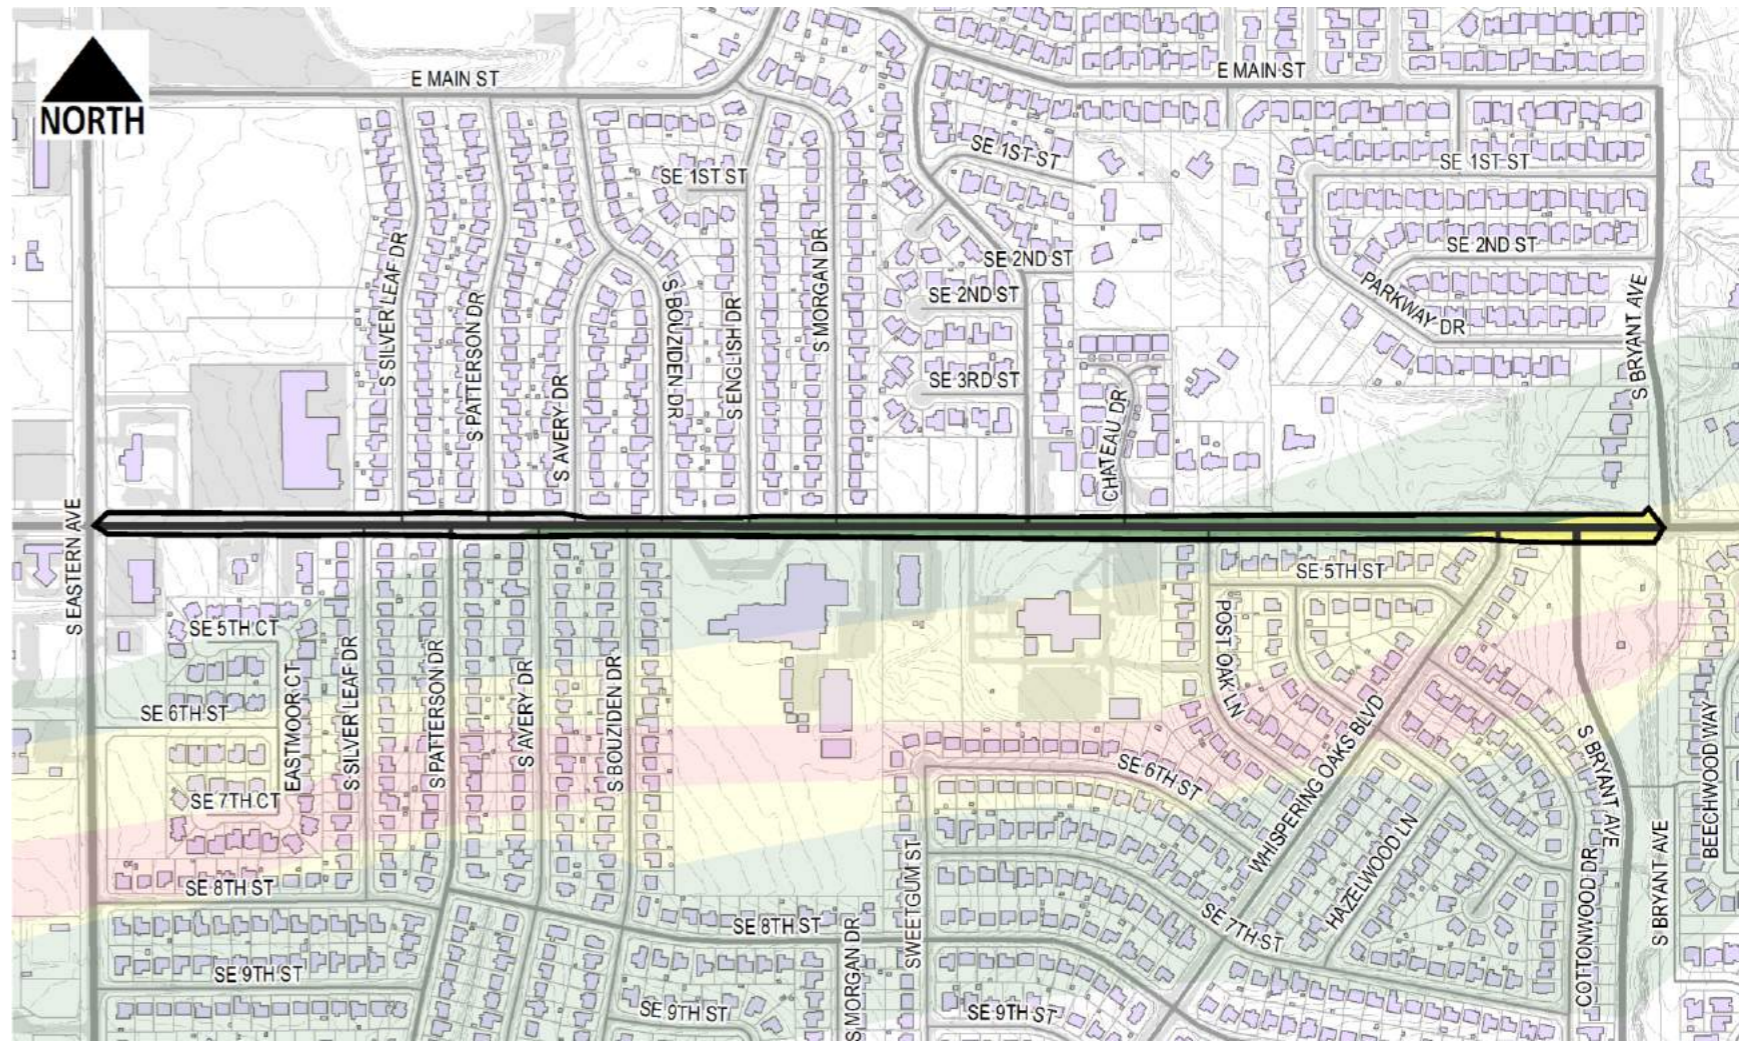 E MAIN ST
E MAIN ST
NORTH
SE 1ST ST
SE 1ST ST
SE 1ST ST
S SILVER LEAF DR
S PATTERSON DR
S AVERY DR
S BOUZIDEN DR
S ENGLISH DR
S MORGAN DR
SE 2ND ST
SE 2ND ST
SE 2ND ST
PARKWAY DR
S BRYANT AVE
SE 3RD ST
CHATEAU DR
S EASTERN AVE
SE 5TH CT
SE 5TH ST
EASTMOOR CT
S SILVER LEAF DR
S PATTERSON DR
S AVERY DR
S BOUZIDEN DR
POST OAK LN
SE 6TH ST
SE 6TH ST
WHISPERING OAKS BLVD
S BRYANT AVE
BEECHWOOD WAY
SE 7TH CT
HAZELWOOD LN
COTTONWOOD DR
S BRYANT AVE
SE 8TH ST
SE 8TH ST
SWEETGUM ST
SE 7TH ST
S MORGAN DR
SE 9TH ST
SE 9TH ST
SE 9TH ST